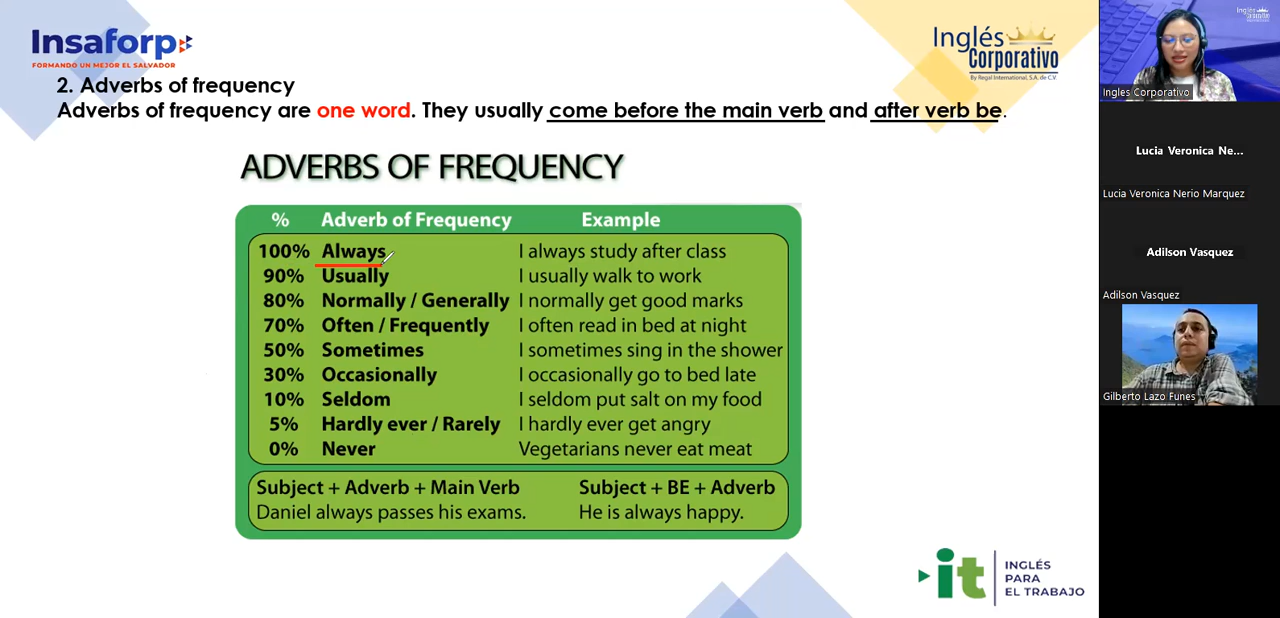 Insaforp
FORMANDO UN MEJOR EL SALVADOR
Inglés
Corporativo
By Regal International, S.A. de C.V.
2. Adverbs of frequency
Adverbs of frequency are one word. They usually come before the main verb and after verb be.
ADVERBS OF FREQUENCY
% Adverb of Frequency Example
100% Always I always study after class
90% Usually I usually walk to work
80% Normally / Generally I normally get good marks
70% Often / Frequently I often read in bed at night
50% Sometimes I sometimes sing in the shower
30% Occasionally I occasionally go to bed late
10% Seldom I seldom put salt on my food
5% Hardly ever / Rarely I hardly ever get angry
0% Never Vegetarians never eat meat
Subject + Adverb + Main Verb Subject + BE + Adverb
Daniel always passes his exams. He is always happy.
it
INGLÉS
PARA
EL TRABAJO
Inglés
Corporativo
Ingles Corporativo
Lucia Veronica Ne...
Lucia Veronica Nerio Marquez
Adilson Vasquez
Adilson Vasquez
Gilberto Lazo Funes